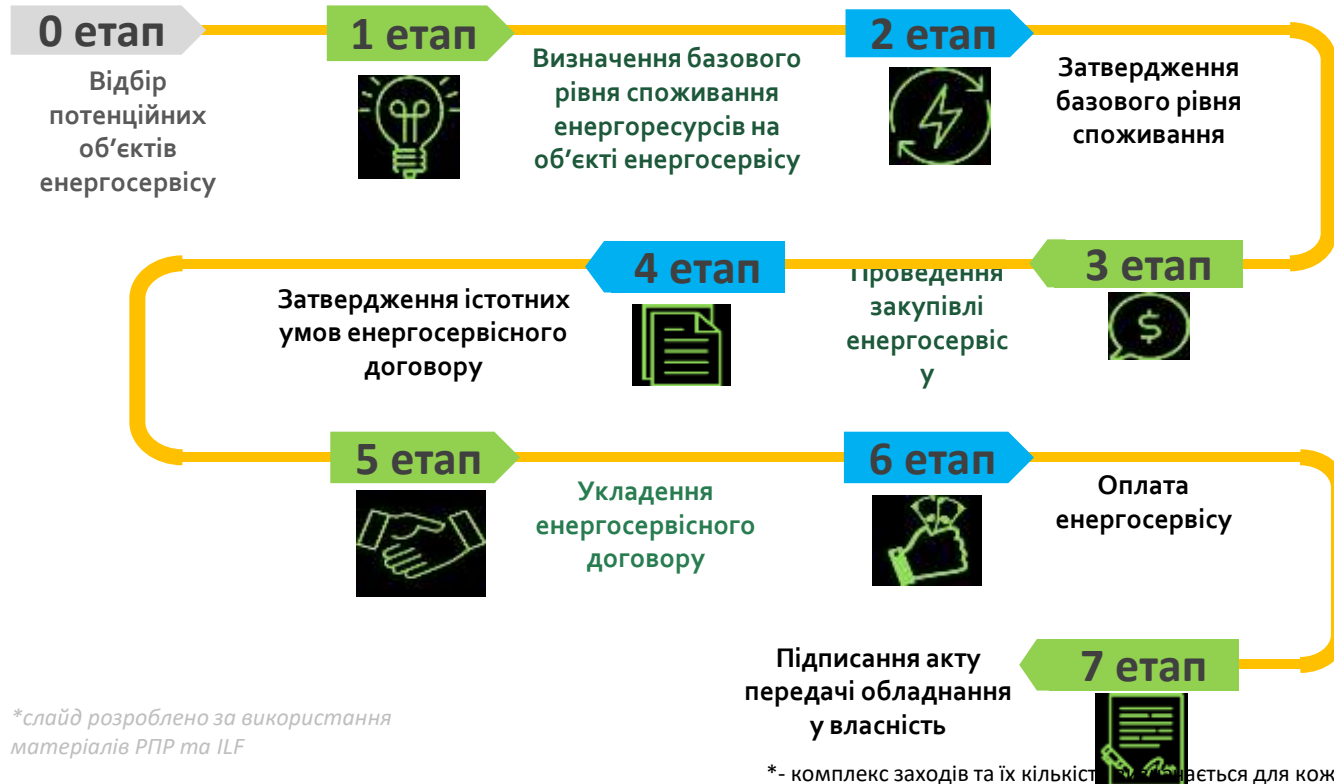 0 етап
Відбір
потенційних
об’єктів
енергосервісу
1 етап
Визначення базового
рівня споживання
енергоресурсів на
об’єкті енергосервісу
2 етап
Затвердження
базового рівня
споживання
3 етап
Проведення
закупівлі
енергосервіс
у
4 етап
Затвердження істотних
умов енергосервісного
договору
5 етап
Укладення
енергосервісного
договору
6 етап
Оплата
енергосервісу
7 етап
Підписання акту
передачі обладнання
у власність
$
*слайд розроблено за використання
матеріалів РПР та ILF
*- комплекс заходів та їх для